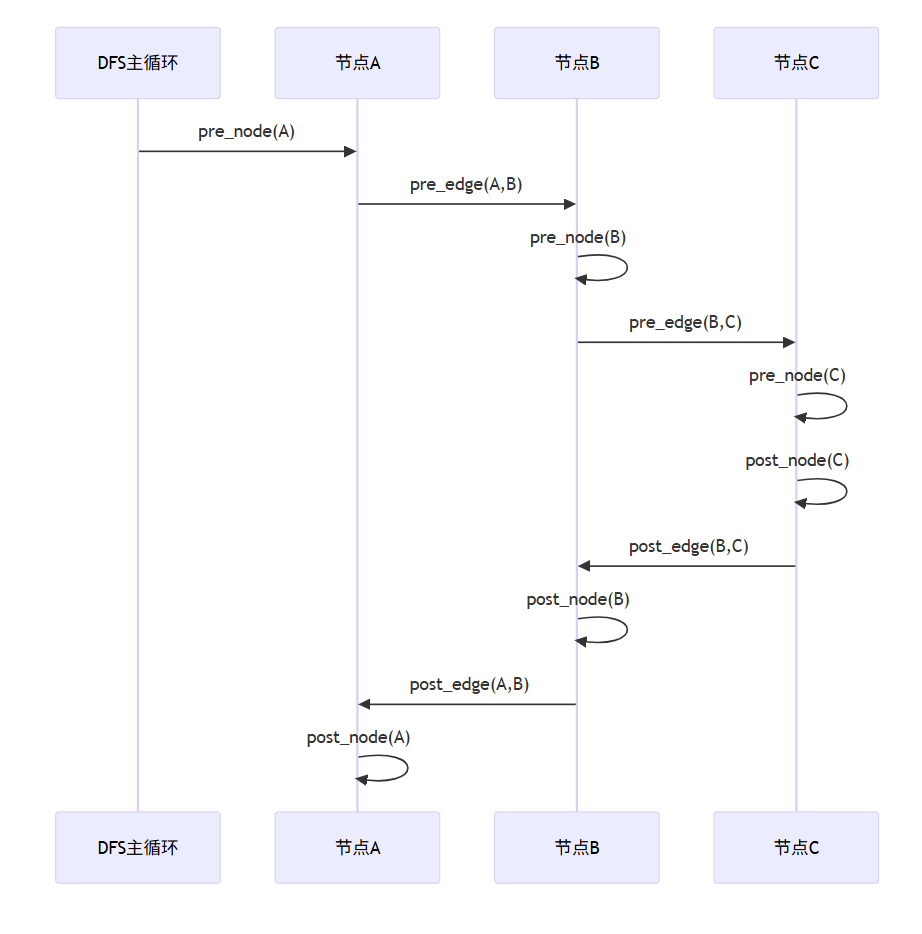 DFS主循环
节点A
节点B
节点C
pre_node(A)
pre_edge(A,B)
pre_node(B)
pre_edge(B,C)
pre_node(C)
post_node(C)
post_edge(B,C)
post_node(B)
post_edge(A,B)
post_node(A)
DFS主循环
节点A
节点B
节点C